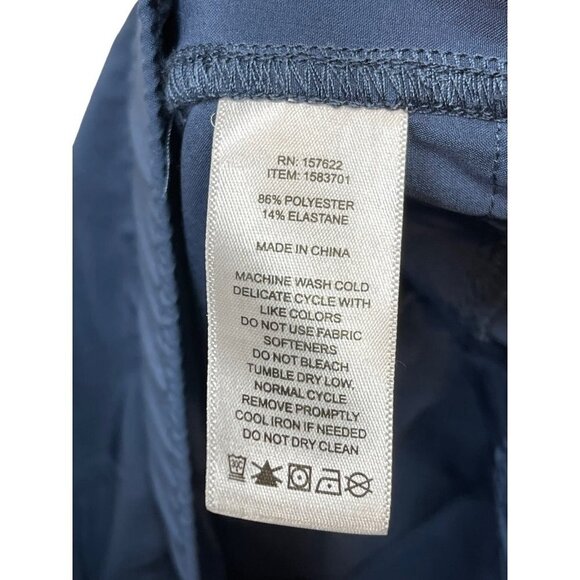 RN: 157622
ITEM: 1583701
86% POLYESTER
14% ELASTANE
MADE IN CHINA
MACHINE WASH COLD
DELICATE CYCLE WITH
LIKE COLORS
DO NOT USE FABRIC
SOFTENERS
DO NOT BLEACH
TUMBLE DRY LOW,
NORMAL CYCLE
REMOVE PROMPTLY
COOL IRON IF NEEDED
DO NOT DRY CLEAN